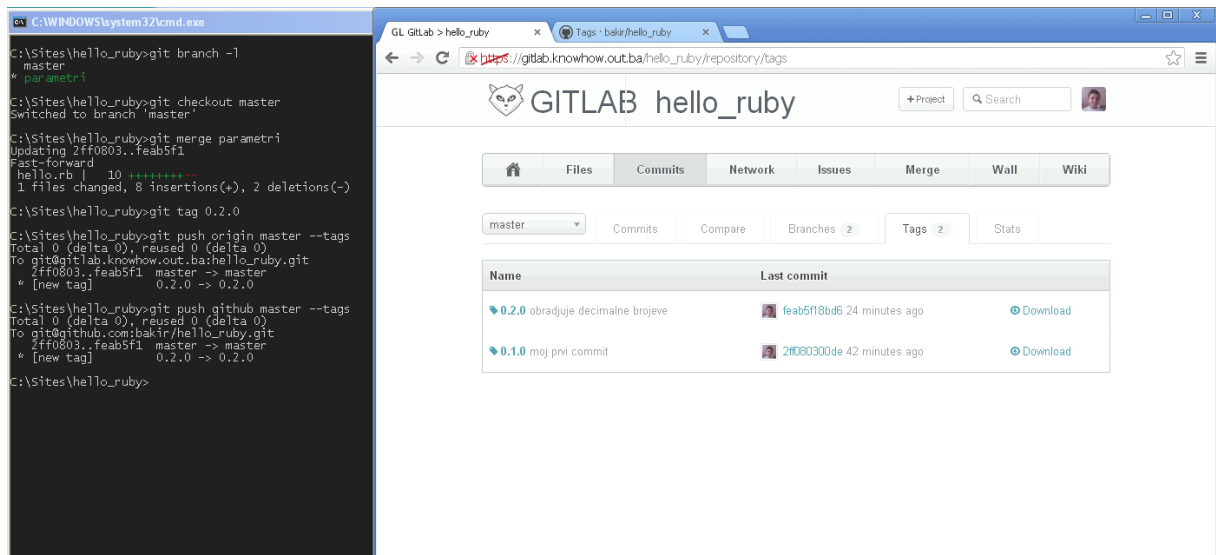 C:\WINDOWS\system32\cmd.exe
C:\Sites\hello_ruby>git branch -l
master
* parametri
C:\Sites\hello_ruby>git checkout master
Switched to branch 'master'
C:\Sites\hello_ruby>git merge parametri
Updating 2ff0803..feab5f1
Fast-forward
hello.rb | 10 ++++++++--
1 files changed, 8 insertions(+), 2 deletions(-)
C:\Sites\hello_ruby>git tag 0.2.0
C:\Sites\hello_ruby>git push origin master --tags
Total 0 (delta 0), reused 0 (delta 0)
To git@gitlab.knowhow.out.ba:hello_ruby.git
2ff0803..feab5f1 master -> master
* [new tag] 0.2.0 -> 0.2.0
C:\Sites\hello_ruby>git push github master --tags
Total 0 (delta 0), reused 0 (delta 0)
To git@github.com:bakir/hello_ruby.git
2ff0803..feab5f1 master -> master
* [new tag] 0.2.0 -> 0.2.0
C:\Sites\hello_ruby>
GL GitLab > hello_ruby
Tags · bakir/hello_ruby
https://gitlab.knowhow.out.ba/hello_ruby/repository/tags
GITLAB hello_ruby
+ Project
Search
Files Commits Network Issues Merge Wall Wiki
master Commits Compare Branches 2 Tags 2 Stats
Name Last commit
0.2.0 obradjuje decimalne brojeve feab5f18bd6 24 minutes ago Download
0.1.0 moj prvi commit 2ff080300de 42 minutes ago Download